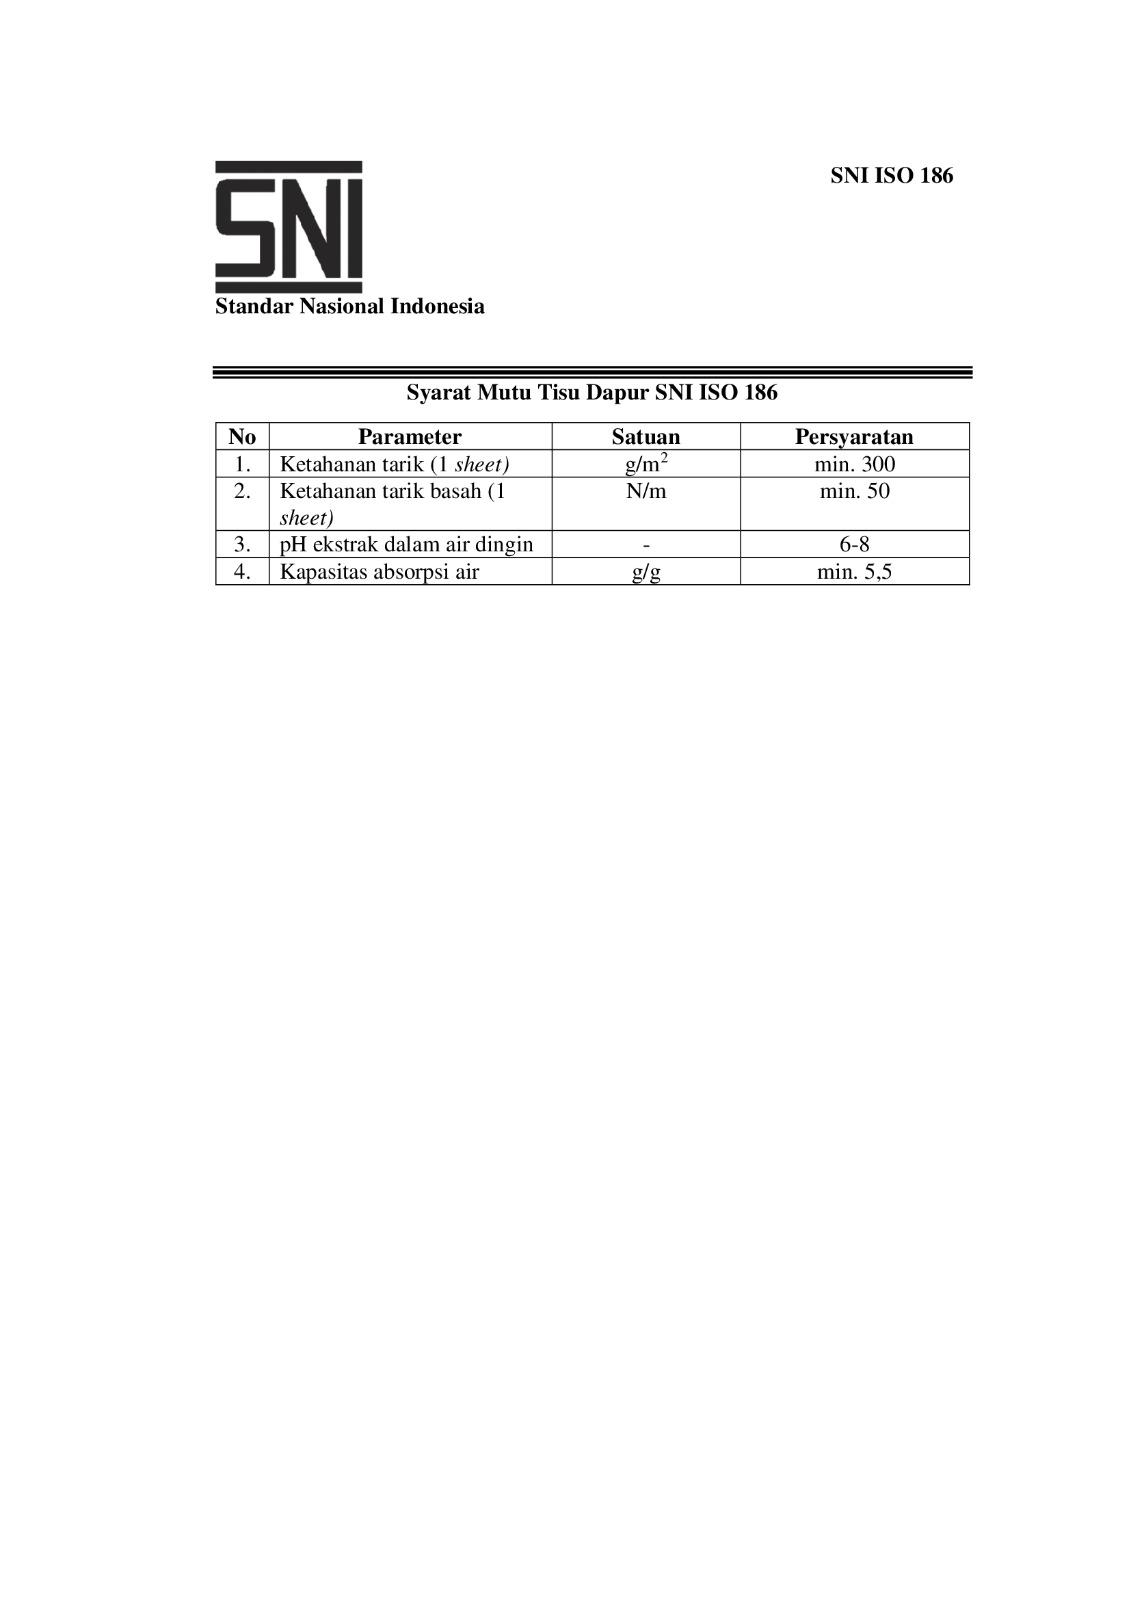 SNI ISO 186
SNI
Standar Nasional Indonesia
Syarat Mutu Tisu Dapur SNI ISO 186
No Parameter Satuan Persyaratan
1. Ketahanan tarik (1 sheet) g/m² min. 300
2. Ketahanan tarik basah (1 N/m min. 50
sheet)
3. pH ekstrak dalam air dingin - 6-8
4. Kapasitas absorpsi air g/g min. 5,5